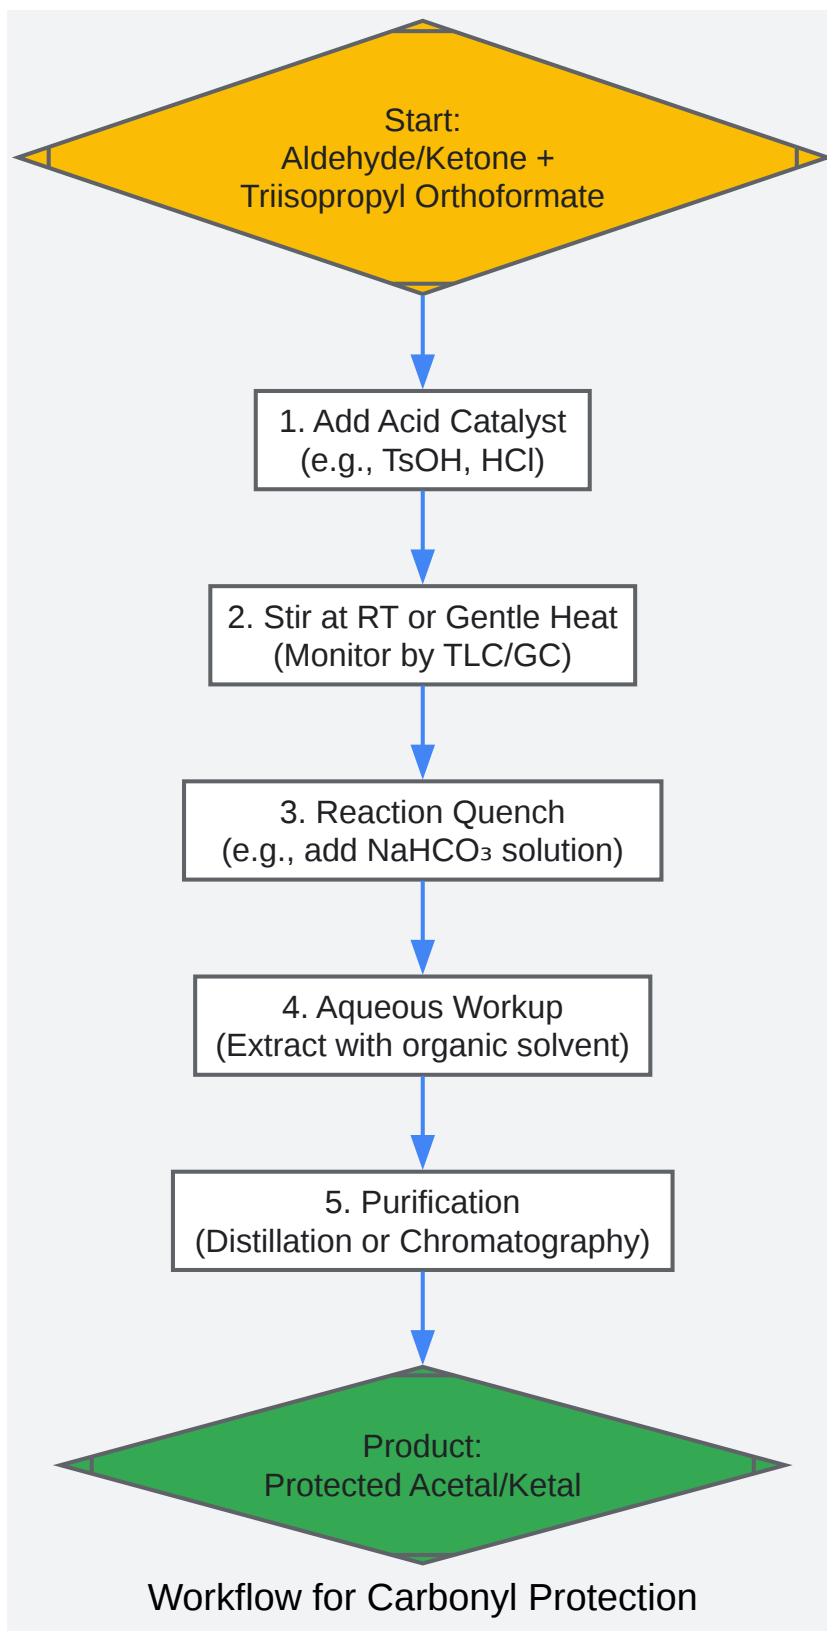 Start:
Aldehyde/Ketone +
Triisopropyl Orthoformate
1. Add Acid Catalyst
(e.g., TsOH, HCl)
2. Stir at RT or Gentle Heat
(Monitor by TLC/GC)
3. Reaction Quench
(e.g., add NaHCO₃ solution)
4. Aqueous Workup
(Extract with organic solvent)
5. Purification
(Distillation or Chromatography)
Product:
Protected Acetal/Ketal
Workflow for Carbonyl Protection